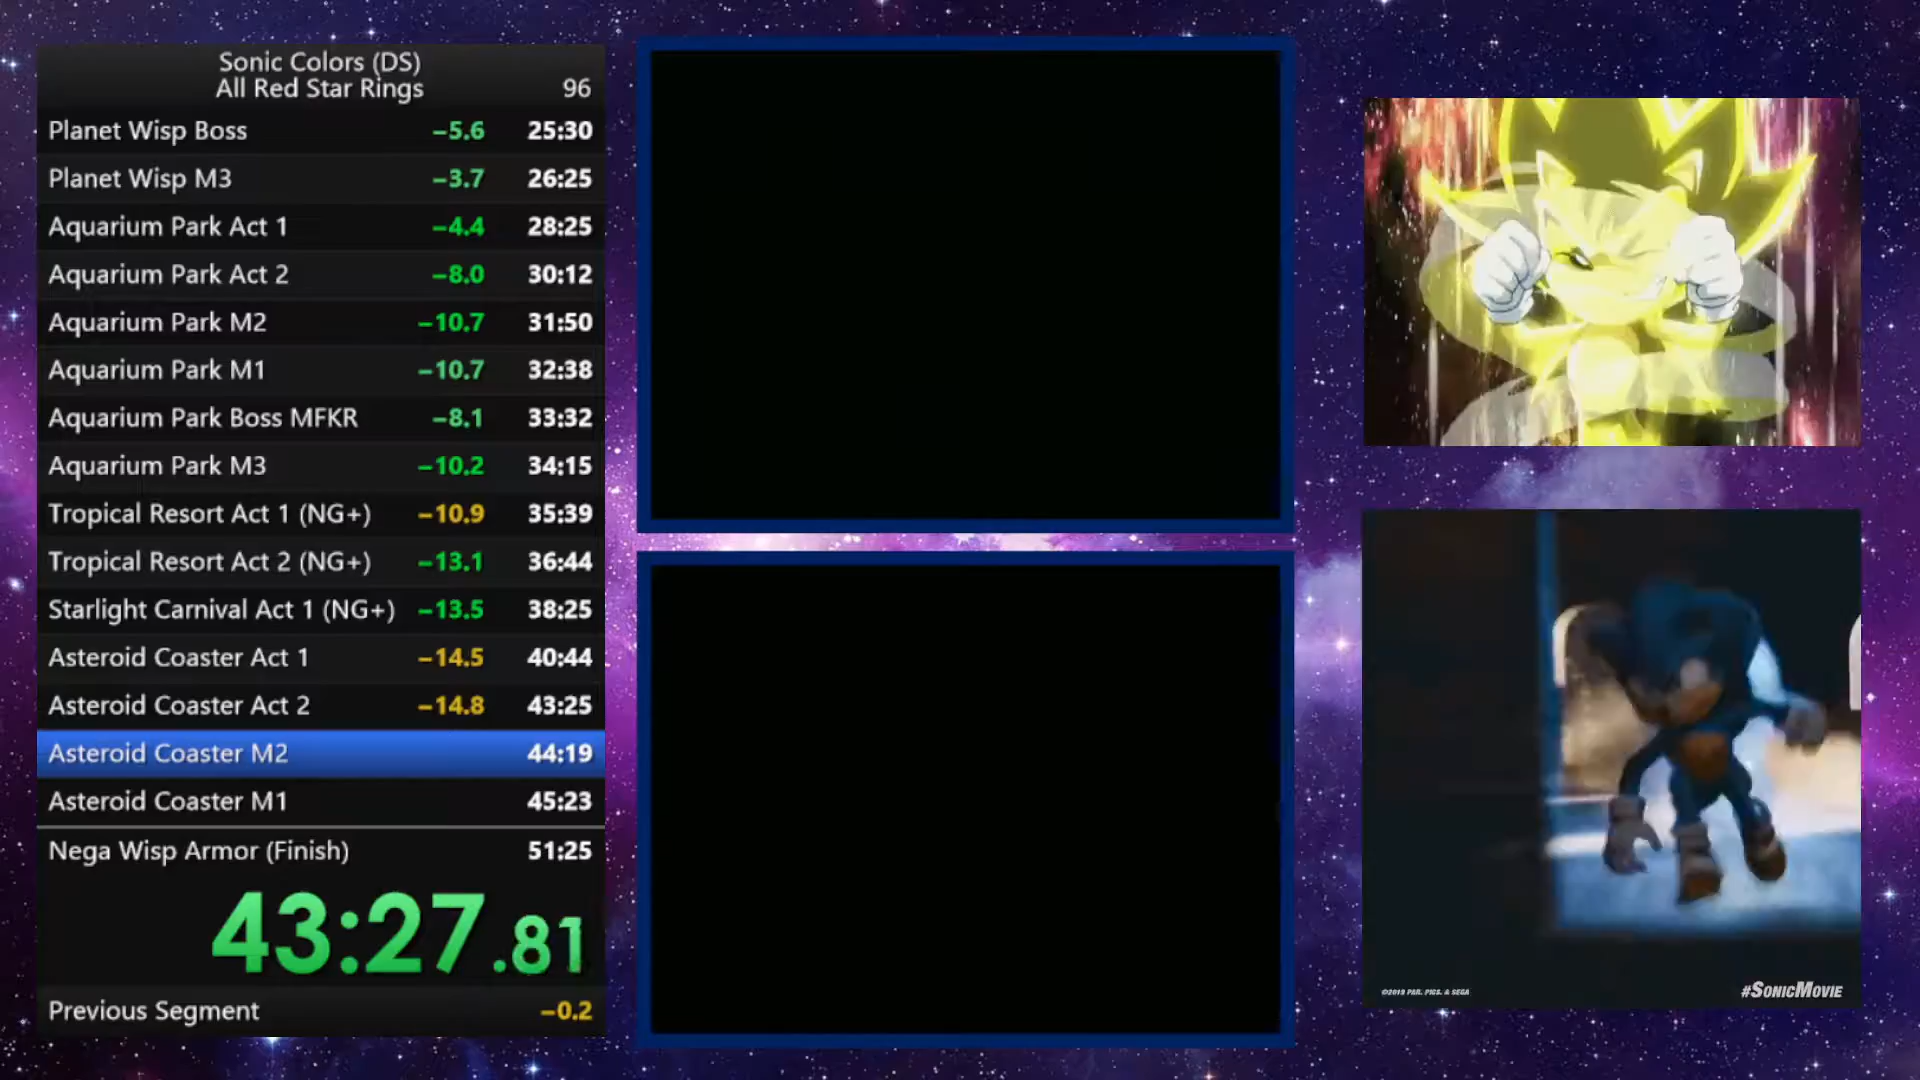 Sonic Colors (DS)
All Red Star Rings 96
Planet Wisp Boss −5.6 25:30
Planet Wisp M3 −3.7 26:25
Aquarium Park Act 1 −4.4 28:25
Aquarium Park Act 2 −8.0 30:12
Aquarium Park M2 −10.7 31:50
Aquarium Park M1 −10.7 32:38
Aquarium Park Boss MFKR −8.1 33:32
Aquarium Park M3 −10.2 34:15
Tropical Resort Act 1 (NG+) −10.9 35:39
Tropical Resort Act 2 (NG+) −13.1 36:44
Starlight Carnival Act 1 (NG+) −13.5 38:25
Asteroid Coaster Act 1 −14.5 40:44
Asteroid Coaster Act 2 −14.8 43:25
Asteroid Coaster M2 44:19
Asteroid Coaster M1 45:23
Nega Wisp Armor (Finish) 51:25
43:27.81
Previous Segment −0.2
©2019 PAR. PICS. & SEGA
#SONICMOVIE